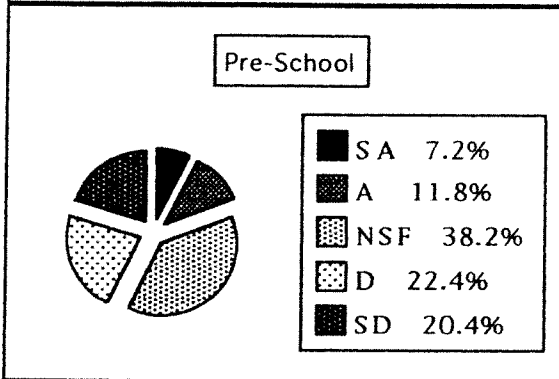 Pre-School
SA 7.2%
A 11.8%
NSF 38.2%
D 22.4%
SD 20.4%